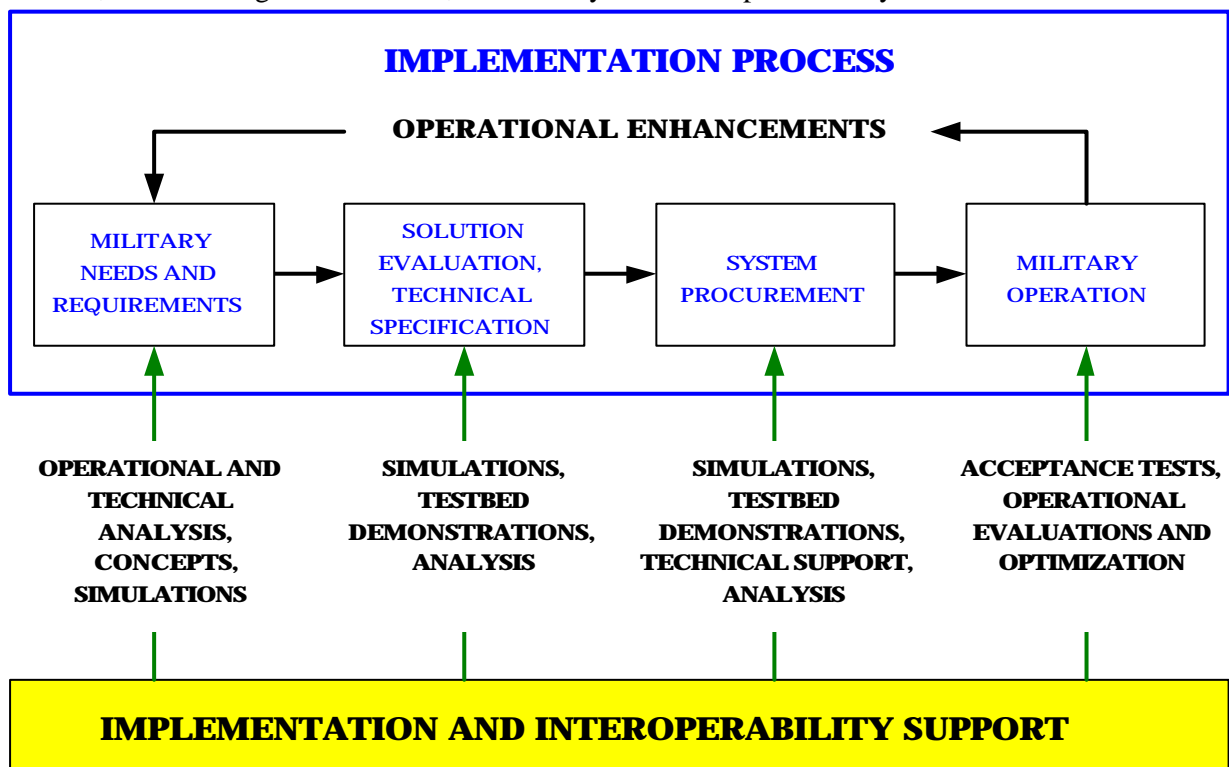 IMPLEMENTATION PROCESS
OPERATIONAL ENHANCEMENTS
MILITARY
NEEDS AND
REQUIREMENTS
SOLUTION
EVALUATION,
TECHNICAL
SPECIFICATION
SYSTEM
PROCUREMENT
MILITARY
OPERATION
OPERATIONAL AND
TECHNICAL
ANALYSIS,
CONCEPTS,
SIMULATIONS
SIMULATIONS,
TESTBED
DEMONSTRATIONS,
ANALYSIS
SIMULATIONS,
TESTBED
DEMONSTRATIONS,
TECHNICAL SUPPORT,
ANALYSIS
ACCEPTANCE TESTS,
OPERATIONAL
EVALUATIONS AND
OPTIMIZATION
IMPLEMENTATION AND INTEROPERABILITY SUPPORT